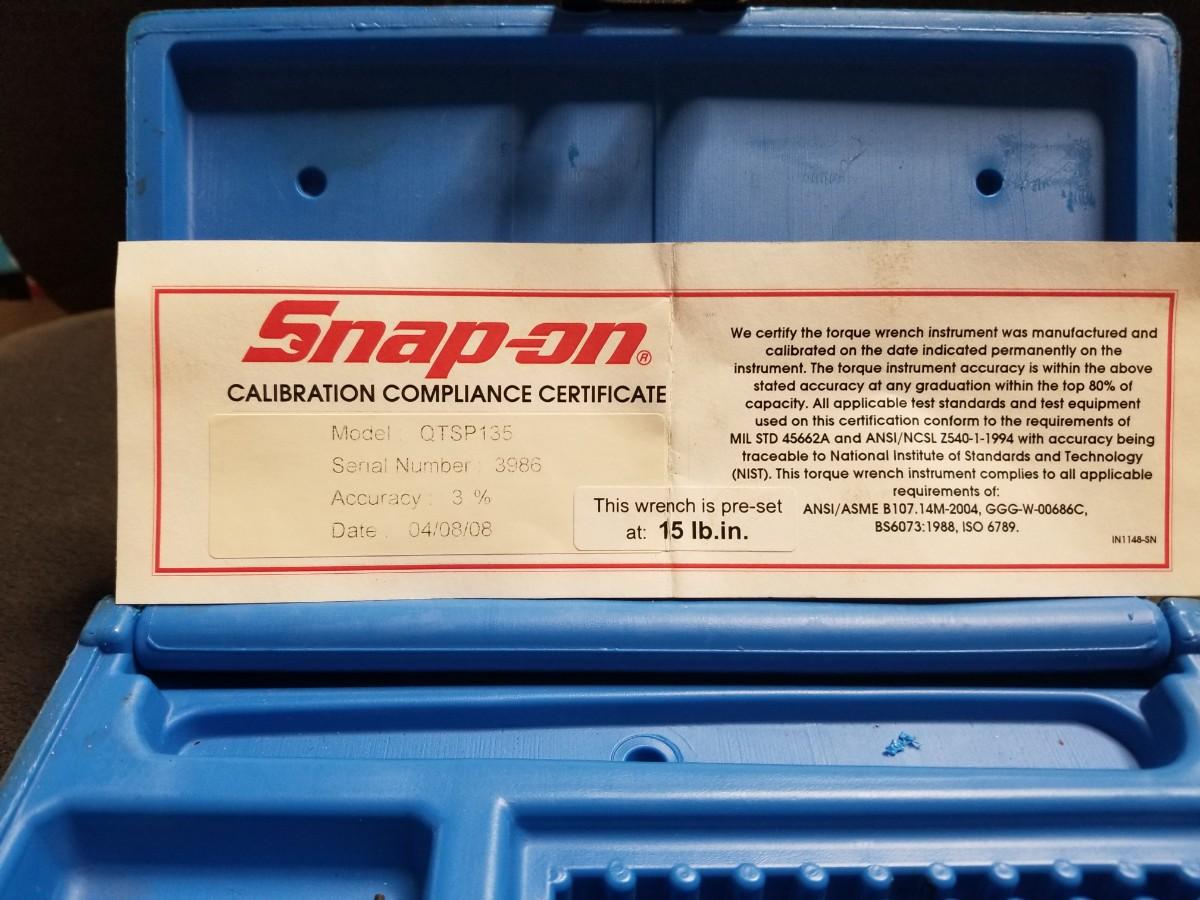 Snap-on®
CALIBRATION COMPLIANCE CERTIFICATE
Model : QTSP135
Serial Number : 3986
Accuracy : 3 %
Date : 04/08/08
This wrench is pre-set
at: 15 lb.in.
We certify the torque wrench instrument was manufactured and
calibrated on the date indicated permanently on the
instrument. The torque instrument accuracy is within the above
stated accuracy at any graduation within the top 80% of
capacity. All applicable test standards and test equipment
used on this certification conform to the requirements of
MIL STD 45662A and ANSI/NCSL Z540-1-1994 with accuracy being
traceable to National Institute of Standards and Technology
(NIST). This torque wrench instrument complies to all applicable
requirements of:
ANSI/ASME B107.14M-2004, GGG-W-00686C,
BS6073:1988, ISO 6789.
IN1148-SN